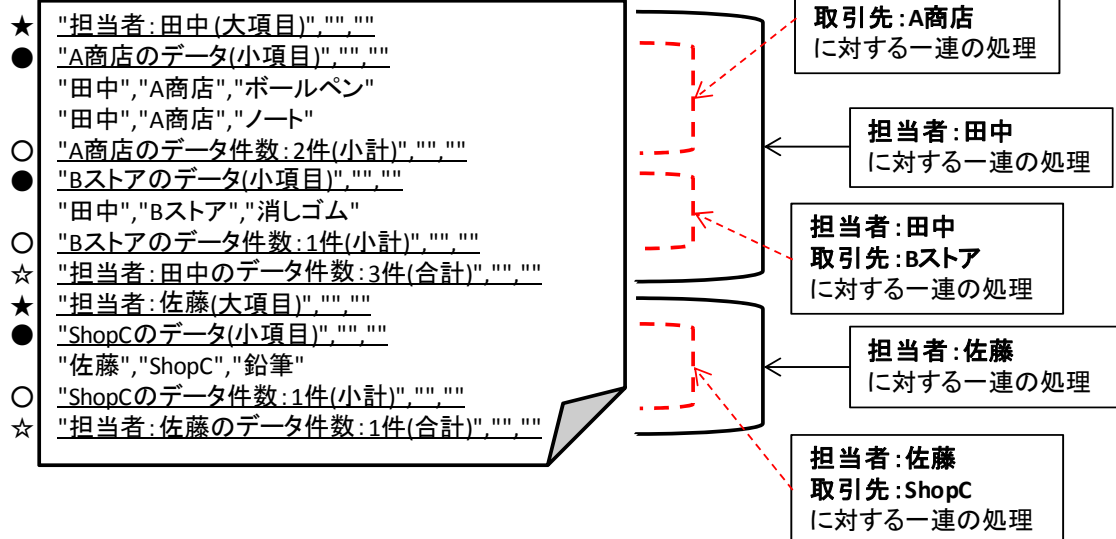 ★ "担当者:田中(大項目)","",""
● "A商店のデータ(小項目)","",""
"田中","A商店","ボールペン"
"田中","A商店","ノート"
○ "A商店のデータ件数:2件(小計)","",""
● "Bストアのデータ(小項目)","",""
"田中","Bストア","消しゴム"
○ "Bストアのデータ件数:1件(小計)","",""
☆ "担当者:田中のデータ件数:3件(合計)","",""
★ "担当者:佐藤(大項目)","",""
● "ShopCのデータ(小項目)","",""
"佐藤","ShopC","鉛筆"
○ "ShopCのデータ件数:1件(小計)","",""
☆ "担当者:佐藤のデータ件数:1件(合計)","",""
取引先:A商店
に対する一連の処理
担当者:田中
に対する一連の処理
担当者:田中
取引先:Bストア
に対する一連の処理
担当者:佐藤
に対する一連の処理
担当者:佐藤
取引先:ShopC
に対する一連の処理